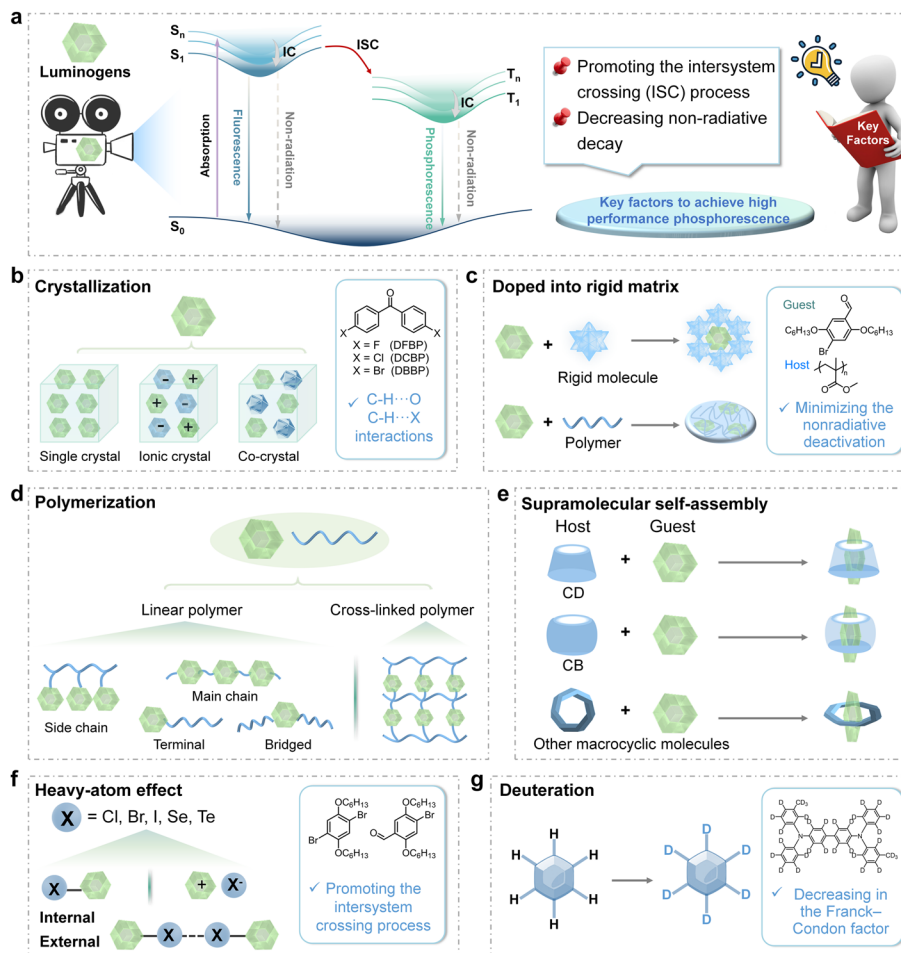 a
Luminogens
Sn
S1
IC
ISC
Tn
T1
IC
S0
Absorption
Fluorescence
Non-radiation
Phosphorescence
Non-radiation
Promoting the intersystem
crossing (ISC) process
Decreasing non-radiative
decay
Key
Factors
Key factors to achieve high
performance phosphorescence
b
Crystallization
Single crystal
Ionic crystal
Co-crystal
- +
+ -
- +
O
X
X
X = F (DFBP)
X = Cl (DCBP)
X = Br (DBBP)
✓ C-H···O
C-H···X
interactions
c
Doped into rigid matrix
+
Rigid molecule
+
Polymer
Guest
O
C6H13O
OC6H13
Br
Host
n
O
O
✓ Minimizing the
nonradiative
deactivation
d
Polymerization
Linear polymer
Cross-linked polymer
Side chain
Main chain
Terminal
Bridged
e
Supramolecular self-assembly
Host
Guest
+
CD
+
CB
+
Other macrocyclic molecules
f
Heavy-atom effect
X = Cl, Br, I, Se, Te
X
+ X-
Internal
External
X X
OC6H13
Br
Br
OC6H13
OC6H13
Br
O
OC6H13
✓ Promoting the
intersystem
crossing process
g
Deuteration
H
H H
H H
H
D
D D
D D
D
CD3
N
N
CD3
✓ Decreasing in
the Franck–
Condon factor